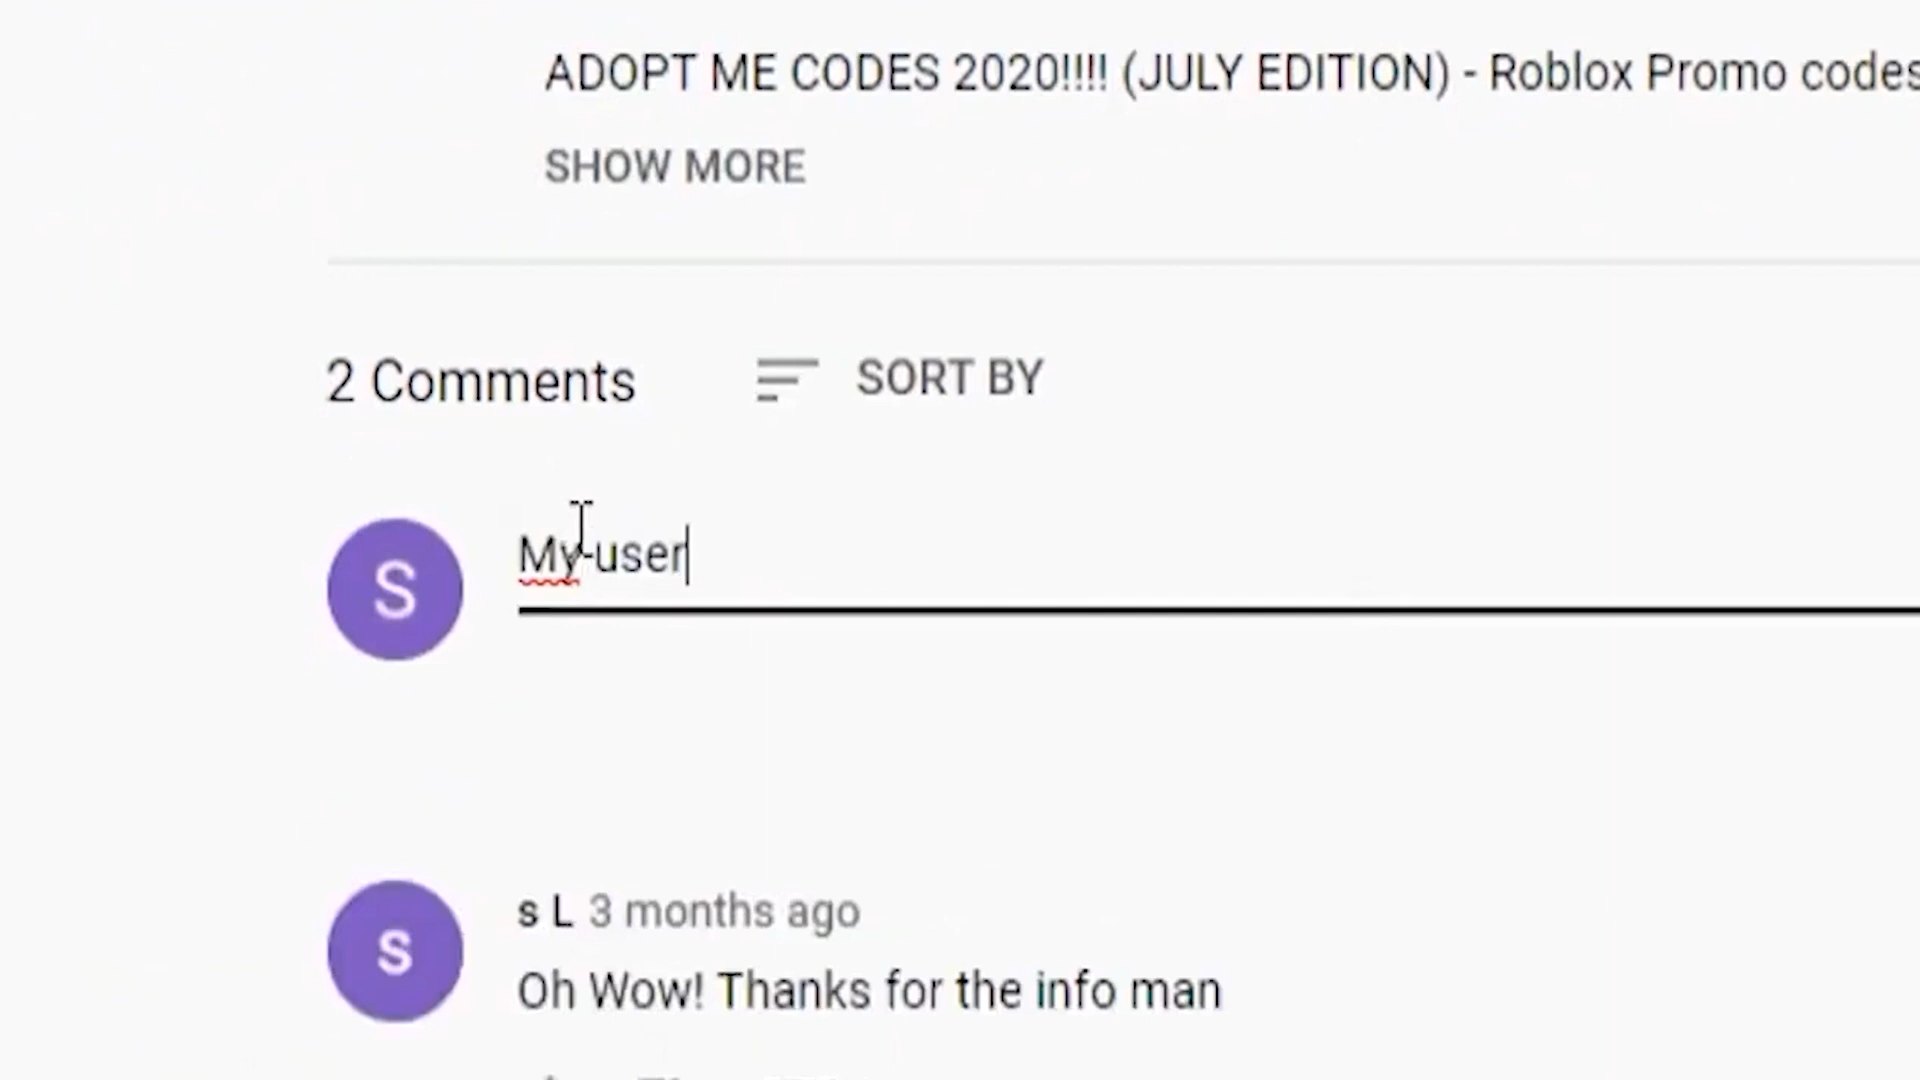 ADOPT ME CODES 2020!!!! (JULY EDITION) - Roblox Promo codes
SHOW MORE
2 Comments
SORT BY
S
My user
s
s L 3 months ago
Oh Wow! Thanks for the info man